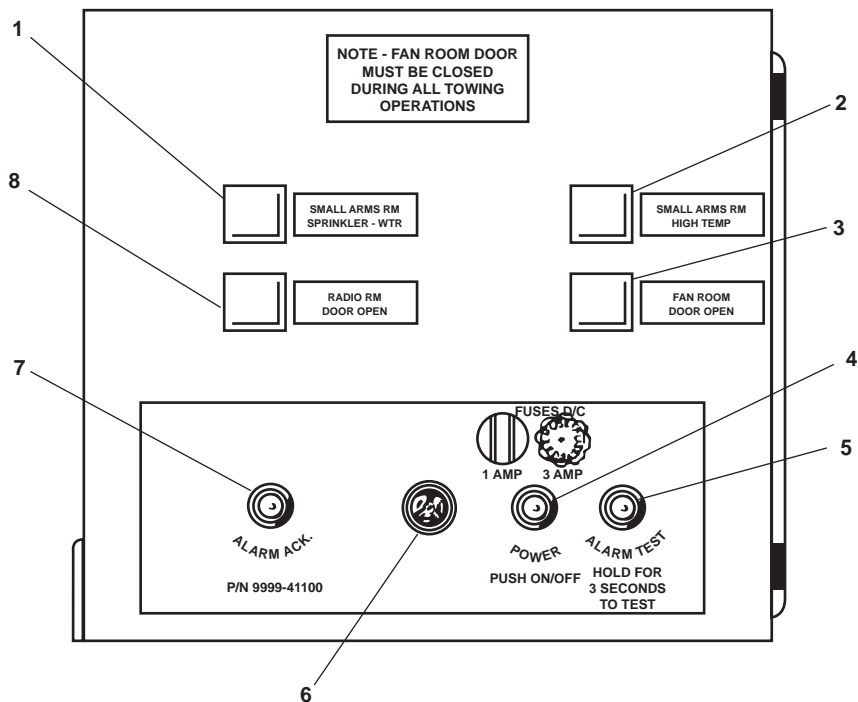 NOTE - FAN ROOM DOOR
MUST BE CLOSED
DURING ALL TOWING
OPERATIONS
1
2
8
3
SMALL ARMS RM
SPRINKLER - WTR
SMALL ARMS RM
HIGH TEMP
RADIO RM
DOOR OPEN
FAN ROOM
DOOR OPEN
7
4
FUSES D/C
5
1 AMP
3 AMP
ALARM ACK.
POWER
ALARM TEST
PUSH ON/OFF
HOLD FOR
3 SECONDS
TO TEST
P/N 9999-41100
6